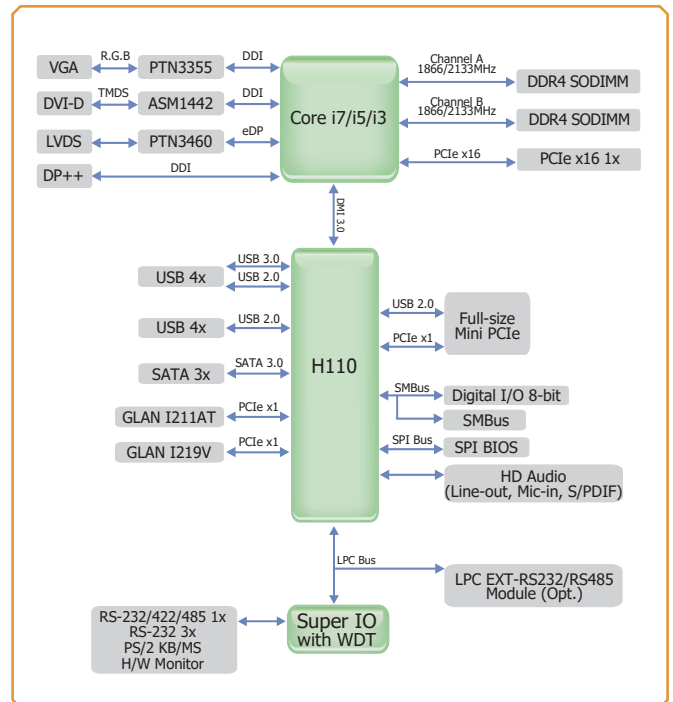 VGA
R.G.B
PTN3355
DDI
DVI-D
TMDS
ASM1442
DDI
LVDS
PTN3460
eDP
DP++
DDI
Core i7/i5/i3
Channel A
1866/2133MHz
DDR4 SODIMM
Channel B
1866/2133MHz
DDR4 SODIMM
PCIe x16
PCIe x16 1x
DMI 3.0
USB 4x
USB 3.0
USB 2.0
USB 4x
USB 2.0
SATA 3x
SATA 3.0
GLAN I211AT
PCIe x1
GLAN I219V
PCIe x1
H110
USB 2.0
PCIe x1
Full-size
Mini PCIe
SMBus
Digital I/O 8-bit
SMBus
SPI Bus
SPI BIOS
HD Audio
(Line-out, Mic-in, S/PDIF)
LPC Bus
LPC EXT-RS232/RS485
Module (Opt.)
RS-232/422/485 1x
RS-232 3x
PS/2 KB/MS
H/W Monitor
Super IO
with WDT